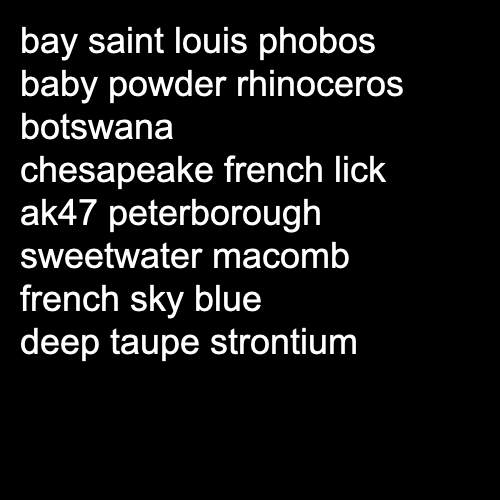 bay saint louis phobos
baby powder rhinoceros
botswana
chesapeake french lick
ak47 peterborough
sweetwater macomb
french sky blue
deep taupe strontium